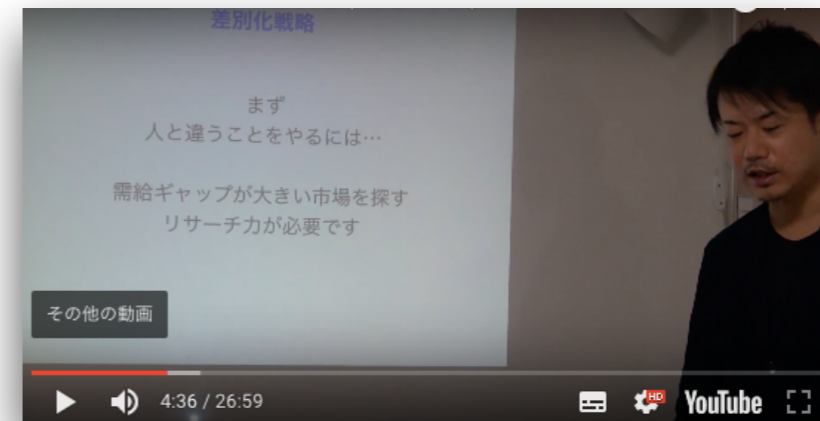 差別化戦略
まず
人と違うことをやるには…
需給ギャップが大きい市場を探す
リサーチ力が必要です
その他の動画
4:36 / 26:59
HD
YouTube